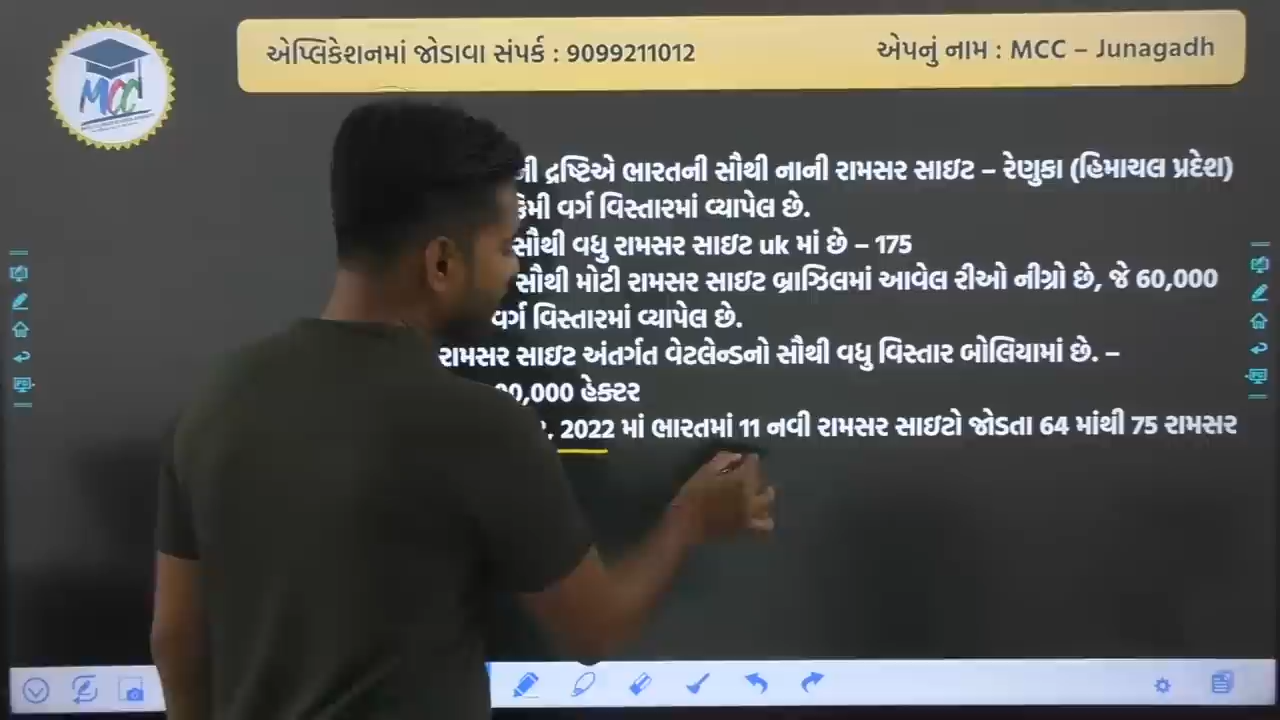 એપ્લિકેશનમાં જોડાવા સંપર્ક : 9099211012
એપનું નામ : MCC – Junagadh
MCC
ની દ્રષ્ટિએ ભારતની સૌથી નાની રામસર સાઇટ – રેણુકા (હિમાચલ પ્રદેશ)
વર્ગ વિસ્તારમાં વ્યાપેલ છે.
સૌથી વધુ રામસર સાઇટ uk માં છે – 175
સૌથી મોટી રામસર સાઇટ બ્રાઝિલમાં આવેલ રીઓ નીગ્રો છે, જે 60,000
વર્ગ વિસ્તારમાં વ્યાપેલ છે.
રામસર સાઇટ અંતર્ગત વેટલેન્ડનો સૌથી વધુ વિસ્તાર બોલિયામાં છે. –
હેક્ટર
2022 માં ભારતમાં 11 નવી રામસર સાઇટો જોડતા 64 માંથી 75 રામસર